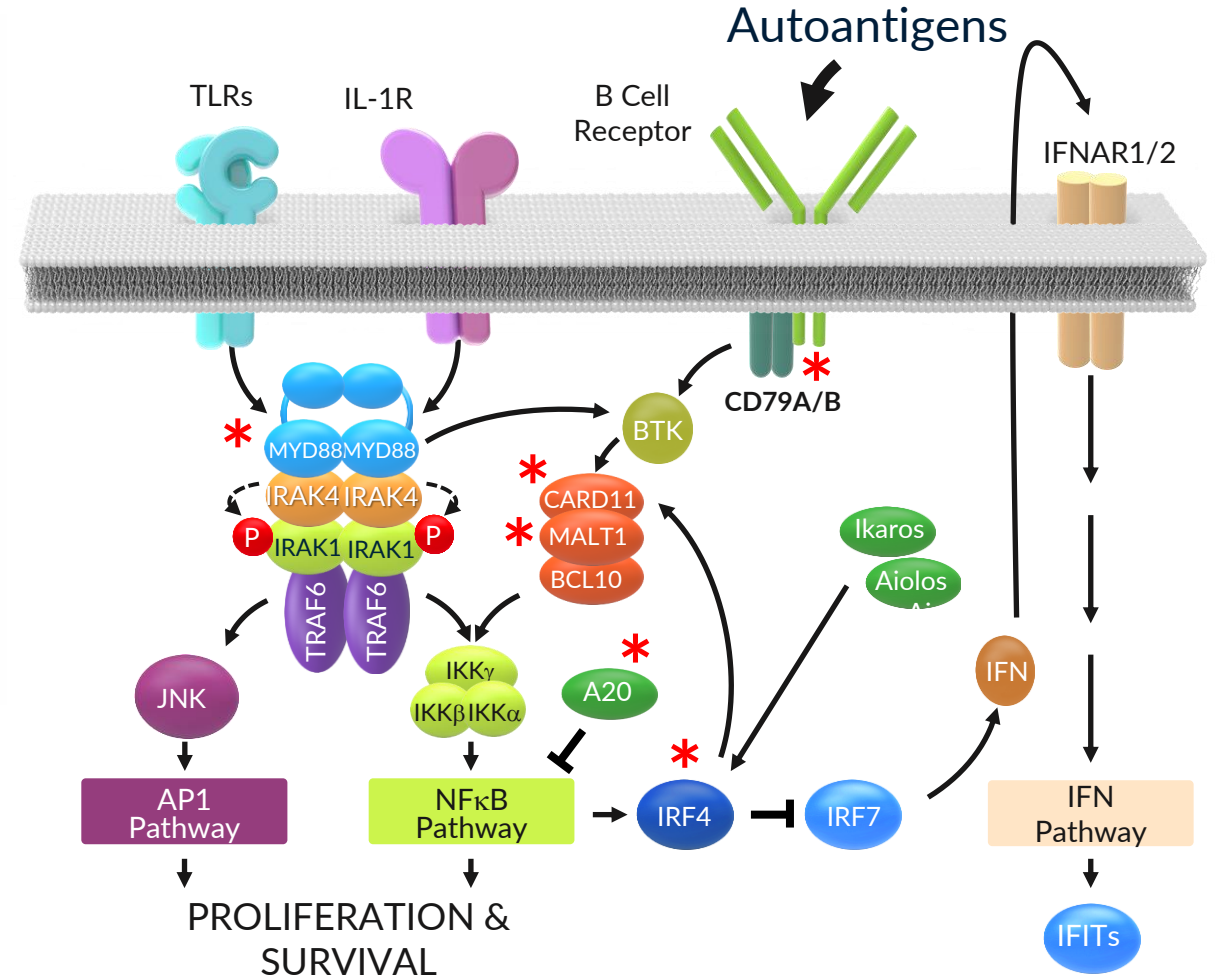 Autoantigens
TLRs
IL-1R
B Cell
Receptor
IFNAR1/2
CD79A/B
*
*
MYD88
MYD88
BTK
IRAK4
IRAK4
P
P
IRAK1
IRAK1
TRAF6
TRAF6
*
CARD11
*
MALT1
BCL10
Ikaros
Aiolos
JNK
IKKγ
IKKβ
IKKα
*
A20
IFN
AP1
Pathway
NFκB
Pathway
*
IRF4
IRF7
IFN
Pathway
PROLIFERATION &
SURVIVAL
IFITs